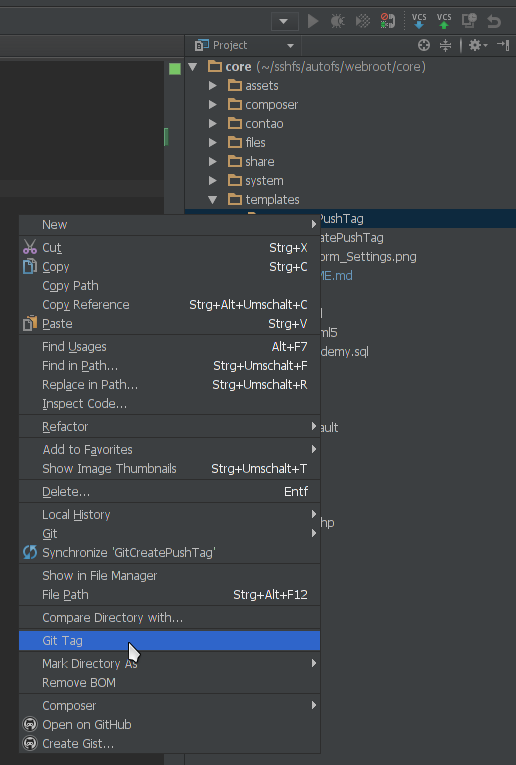 VCS VCS
Project
core (~/sshfs/autofs/webroot/core)
assets
composer
contao
files
share
system
templates
PushTag
atePushTag
orm_Settings.png
ME.md
ml5
demy.sql
ault
hp
New
Cut Strg+X
Copy Strg+C
Copy Path
Copy Reference Strg+Alt+Umschalt+C
Paste Strg+V
Find Usages Alt+F7
Find in Path... Strg+Umschalt+F
Replace in Path... Strg+Umschalt+R
Inspect Code...
Refactor
Add to Favorites
Show Image Thumbnails Strg+Umschalt+T
Delete... Entf
Local History
Git
Synchronize 'GitCreatePushTag'
Show in File Manager
File Path Strg+Alt+F12
Compare Directory with...
Git Tag
Mark Directory As
Remove BOM
Composer
Open on GitHub
Create Gist...